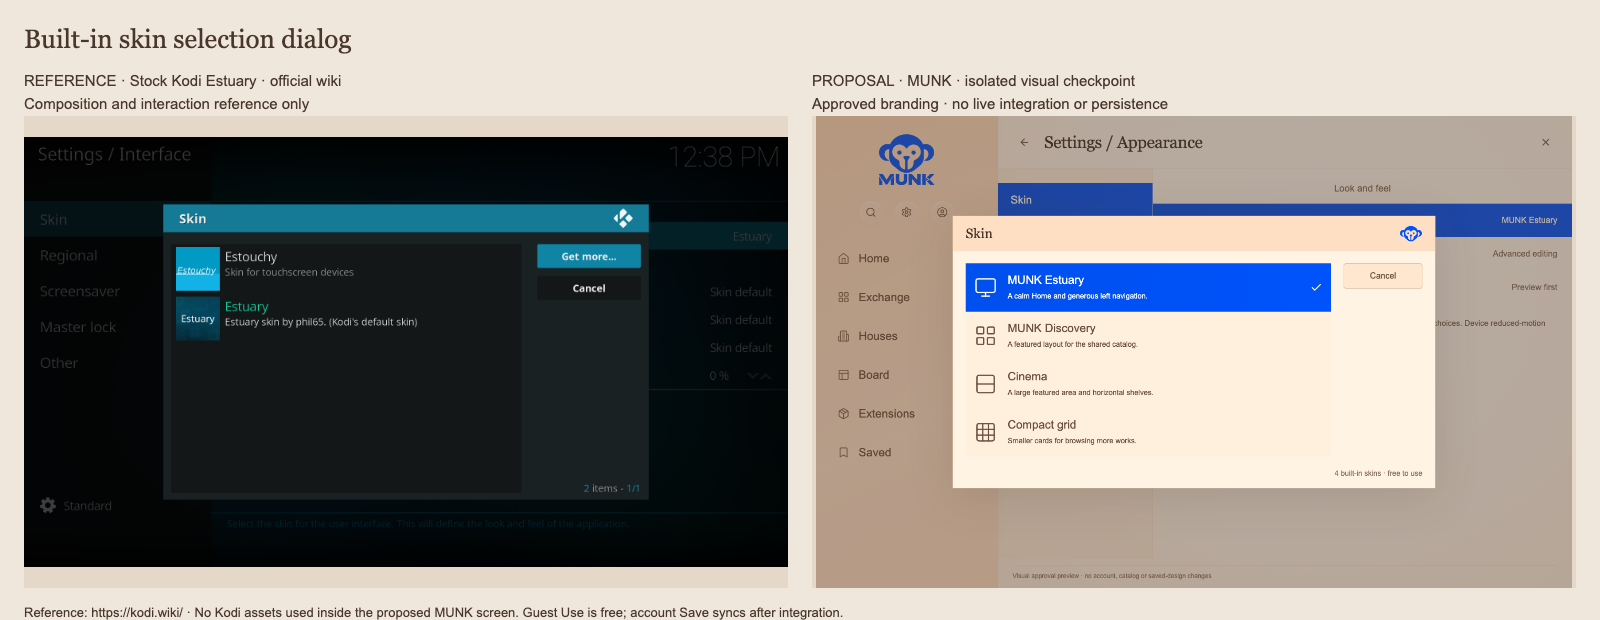 Built-in skin selection dialog
REFERENCE · Stock Kodi Estuary · official wiki
Composition and interaction reference only
Settings / Interface
12:38 PM
Skin
Regional
Screensaver
Master lock
Other
Standard
Estuary
Skin default
Skin default
Skin default
0 %
Skin
Estouchy
Estouchy
Skin for touchscreen devices
Estuary
Estuary
Estuary skin by phil65. (Kodi's default skin)
Get more...
Cancel
2 items - 1/1
Select the skin for the user interface. This will define the look and feel of the application.
PROPOSAL · MUNK · isolated visual checkpoint
Approved branding · no live integration or persistence
MUNK
Home
Exchange
Houses
Board
Extensions
Saved
Settings / Appearance
Skin
Look and feel
MUNK Estuary
Advanced editing
Preview first
choices. Device reduced-motion
Skin
MUNK Estuary
A calm Home and generous left navigation.
MUNK Discovery
A featured layout for the shared catalog.
Cinema
A large featured area and horizontal shelves.
Compact grid
Smaller cards for browsing more works.
Cancel
4 built-in skins · free to use
Visual approval preview · no account, catalog or saved-design changes
Reference: https://kodi.wiki/ · No Kodi assets used inside the proposed MUNK screen. Guest Use is free; account Save syncs after integration.